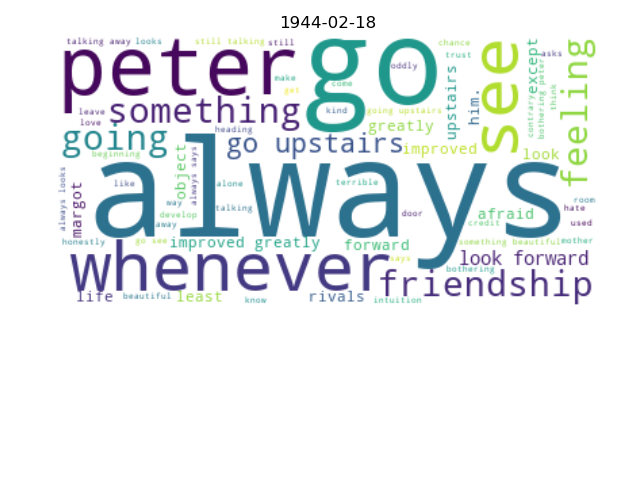 1944-02-18
talking away looks still talking still
peter go see feeling
oddly chance trust asks
make come get
something kind going upstairs
leave love
upstairs him. except
contrary bothering peter think
going heading greatly
go upstairs improved look
beginning
always
always looks margot like object always says alone
way develop away talking
terrible door afraid credit
room hate used
honestly go see improved greatly forward something beautiful mother
says
whenever look forward
bothering
friendship
life beautiful least know rivals intuition